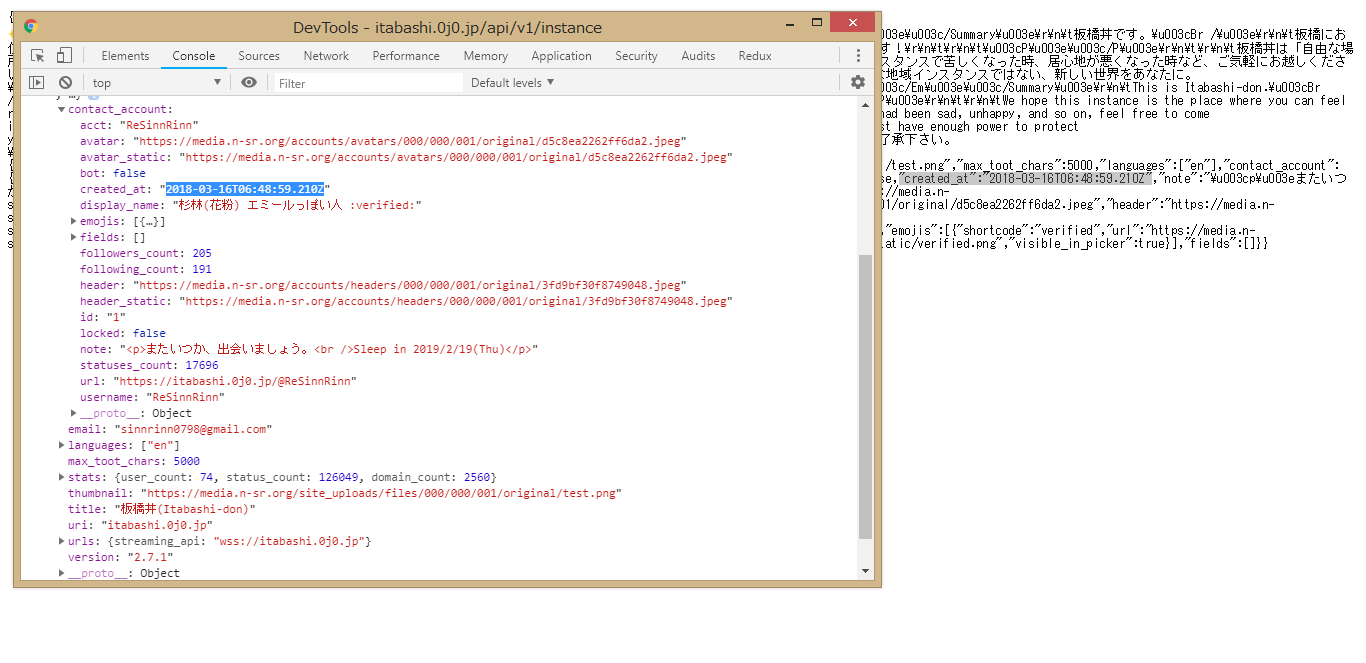 {
DevTools - itabashi.0j0.jp/api/v1/instance
Elements Console Sources Network Performance Memory Application Security Audits Redux
top Filter Default levels
contact_account:
acct: "ReSinnRinn"
avatar: "https://media.n-sr.org/accounts/avatars/000/000/001/original/d5c8ea2262ff6da2.jpeg"
avatar_static: "https://media.n-sr.org/accounts/avatars/000/000/001/original/d5c8ea2262ff6da2.jpeg"
bot: false
created_at: "2018-03-16T06:48:59.210Z"
display_name: "杉林(花粉) エミールっぽい人 :verified:"
emojis: [{…}]
fields: []
followers_count: 205
following_count: 191
header: "https://media.n-sr.org/accounts/headers/000/000/001/original/3fd9bf30f8749048.jpeg"
header_static: "https://media.n-sr.org/accounts/headers/000/000/001/original/3fd9bf30f8749048.jpeg"
id: "1"
locked: false
note: "<p>またいつか、出会いましょう。<br />Sleep in 2019/2/19(Thu)</p>"
statuses_count: 17696
url: "https://itabashi.0j0.jp/@ReSinnRinn"
username: "ReSinnRinn"
__proto__: Object
email: "sinnrinn0798@gmail.com"
languages: ["en"]
max_toot_chars: 5000
stats: {user_count: 74, status_count: 126049, domain_count: 2560}
thumbnail: "https://media.n-sr.org/site_uploads/files/000/000/001/original/test.png"
title: "板橋丼(Itabashi-don)"
uri: "itabashi.0j0.jp"
urls: {streaming_api: "wss://itabashi.0j0.jp"}
version: "2.7.1"
__proto__: Object
003e¥u003c/Summary¥u003e¥r¥n¥t板橋丼です。¥u003cBr /¥u003e¥r¥n¥t板橋にお
す！¥r¥n¥t¥r¥n¥t¥u003cP¥u003e¥u003c/P¥u003e¥r¥n¥t¥r¥n¥t板橋丼は「自由な場
スタンスで苦しくなった時、居心地が悪くなった時など、ご気軽にお越しくださ
な地域インスタンスではない、新しい世界をあなたに。
003c/Em¥u003e¥u003c/Summary¥u003e¥r¥n¥tThis is Itabashi-don.¥u003cBr
P¥u003e¥r¥n¥t¥r¥n¥tWe hope this instance is the place where you can feel
had been sad, unhappy, and so on, feel free to come
st have enough power to protect
了承下さい。
/test.png","max_toot_chars":5000,"languages":["en"],"contact_account":
se,"created_at":"2018-03-16T06:48:59.210Z","note":"¥u003cp¥u003eまたいつ
://media.n-
01/original/d5c8ea2262ff6da2.jpeg","header":"https://media.n-
,"emojis":[{"shortcode":"verified","url":"https://media.n-
atic/verified.png","visible_in_picker":true}],"fields":[]}}